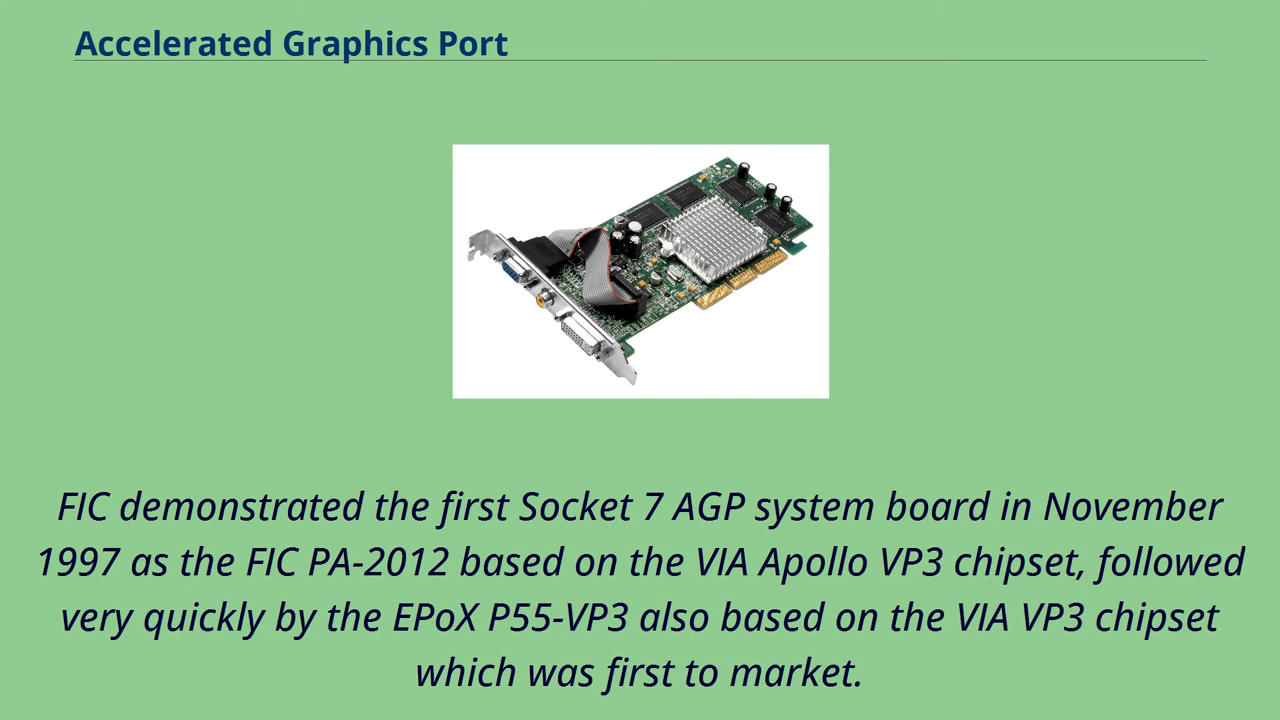 Accelerated Graphics Port
FIC demonstrated the first Socket 7 AGP system board in November
1997 as the FIC PA-2012 based on the VIA Apollo VP3 chipset, followed
very quickly by the EPoX P55-VP3 also based on the VIA VP3 chipset
which was first to market.